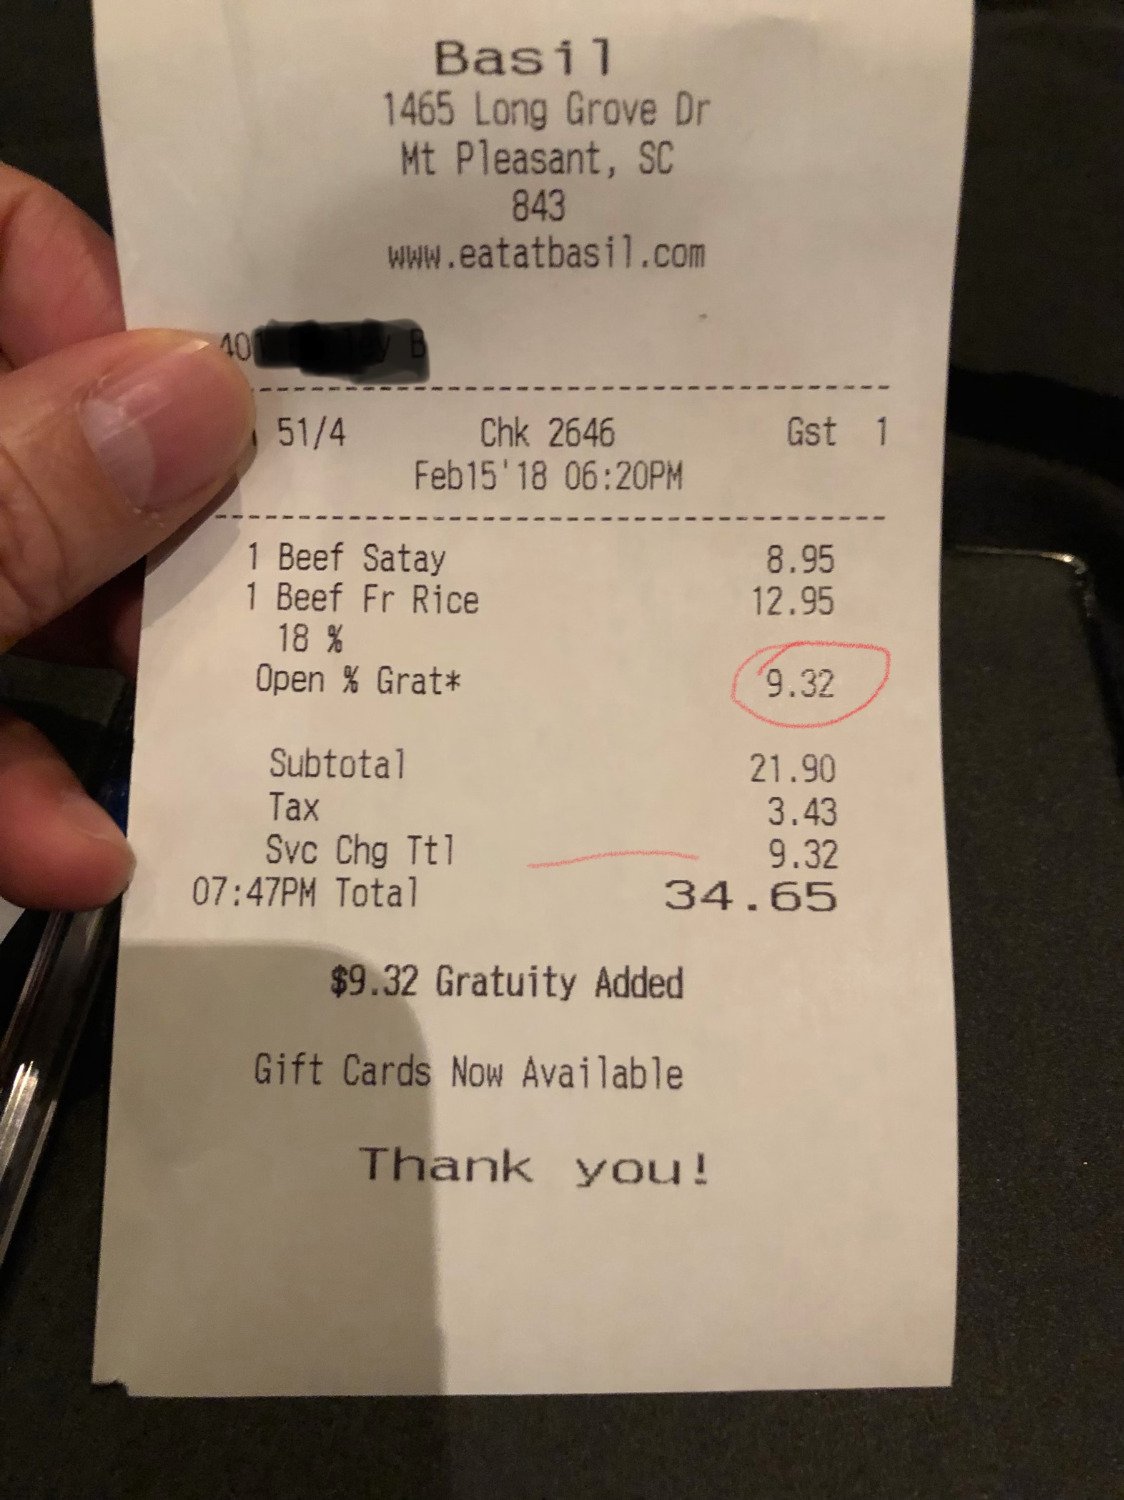 Basil
1465 Long Grove Dr
Mt Pleasant, SC
843
www.eatatbasil.com
51/4 Chk 2646 Gst 1
Feb15'18 06:20PM
1 Beef Satay 8.95
1 Beef Fr Rice 12.95
18 %
Open % Grat* 9.32
Subtotal 21.90
Tax 3.43
Svc Chg Ttl 9.32
07:47PM Total 34.65
$9.32 Gratuity Added
Gift Cards Now Available
Thank you!